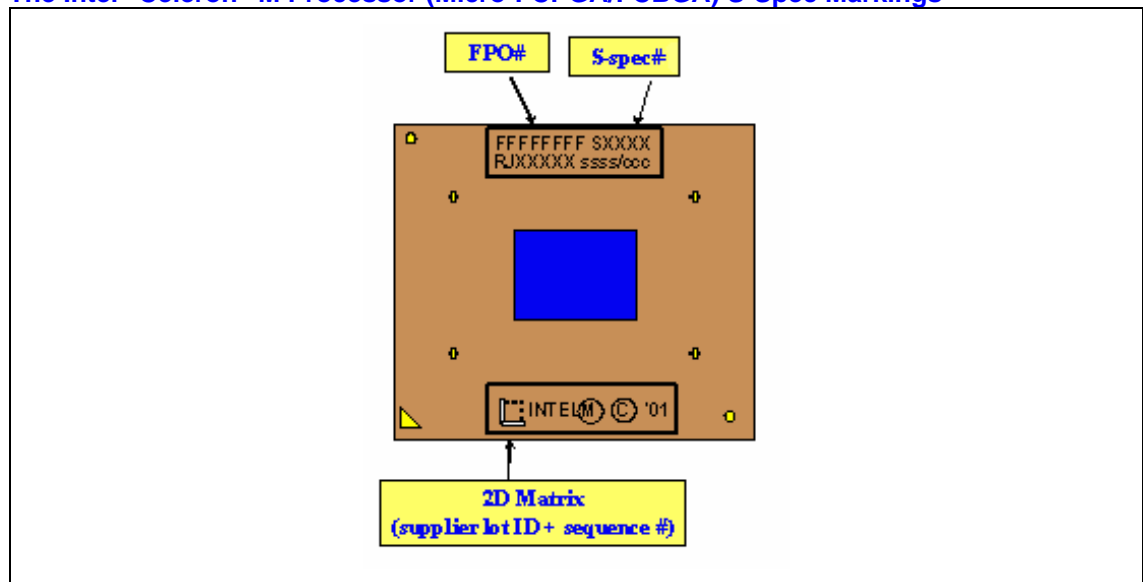 FPO#
S-spec#
FFFFFFFF SXXXX
RJXXXXX ssss/ccc
INTEL M C '01
2D Matrix
(supplier lot ID + sequence #)